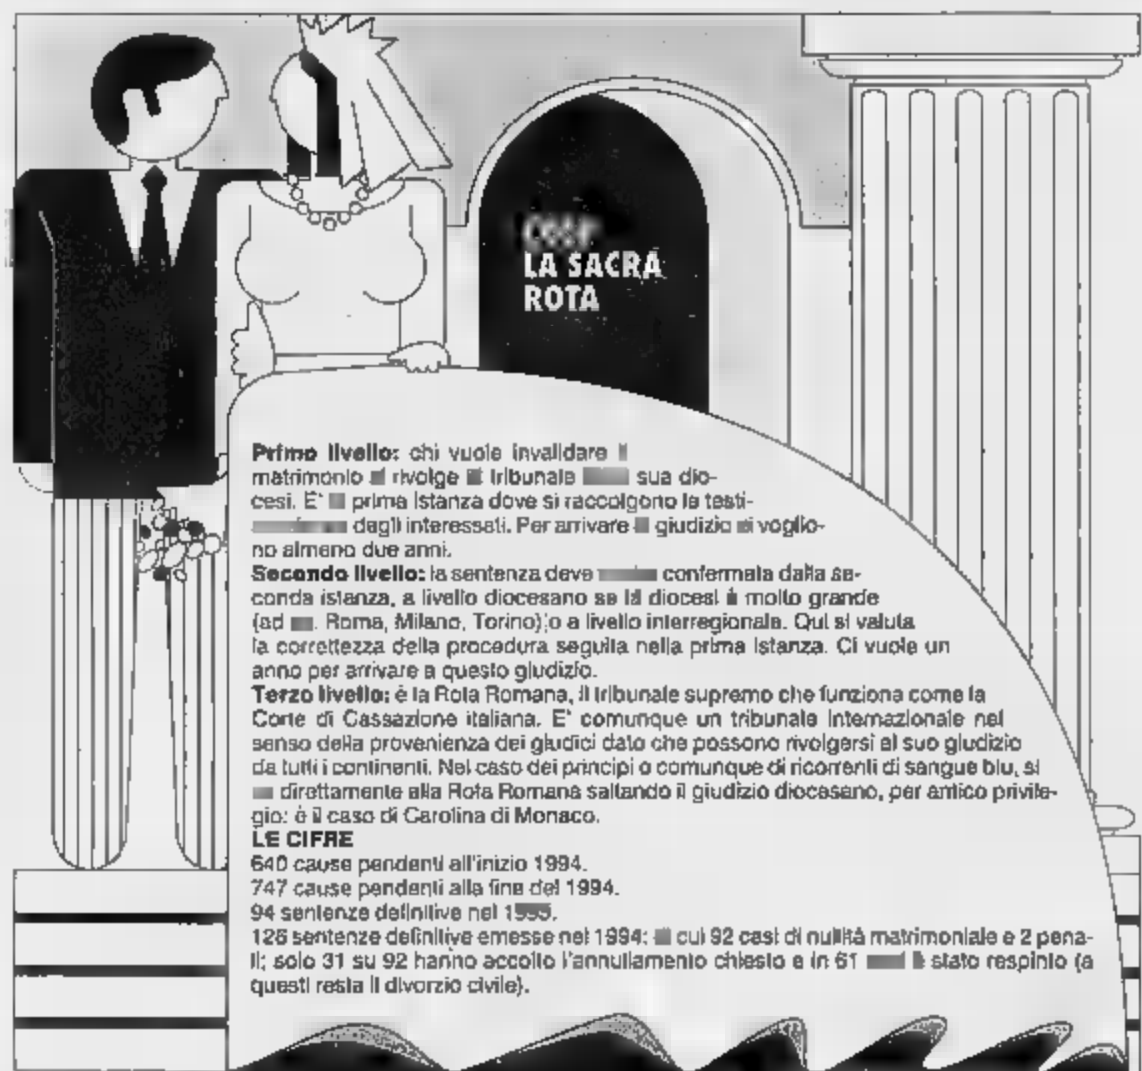 LA SACRA
ROTA
Primo livello: chi vuole invalidare
matrimonio rivolge tribunale sua dio-
cesi. E' prima istanza dove si raccolgono le testi-
degli interessati. Per arrivare giudizio voglio-
no almeno due anni.
Secondo livello: la sentenza deve confermata dalla se-
conda istanza, a livello diocesano se la diocesi è molto grande
(ad Roma, Milano, Torino) o a livello interregionale. Qui si valuta
la correttezza della procedura seguita nella prima istanza. Ci vuole un
anno per arrivare a questo giudizio.
Terzo livello: è la Rota Romana, il tribunale supremo che funziona come la
Corte di Cassazione italiana. E' comunque un tribunale internazionale nel
senso della provenienza dei giudici dato che possono rivolgersi al suo giudizio
da tutti i continenti. Nel caso dei principi o comunque di ricorrenti di sangue blu, si
direttamente alla Rota Romana saltando il giudizio diocesano, per antico privile-
gio: è il caso di Carolina di Monaco.
LE CIFRE
640 cause pendenti all'inizio 1994.
747 cause pendenti alla fine del 1994.
94 sentenze definitive nel
126 sentenze definitive emesse nel 1994: cui 92 casi di nullità matrimoniale e 2 pena-
li; solo 31 su 92 hanno accolto l'annullamento chiesto e in 61 stato respinto (a
questi resta il divorzio civile).